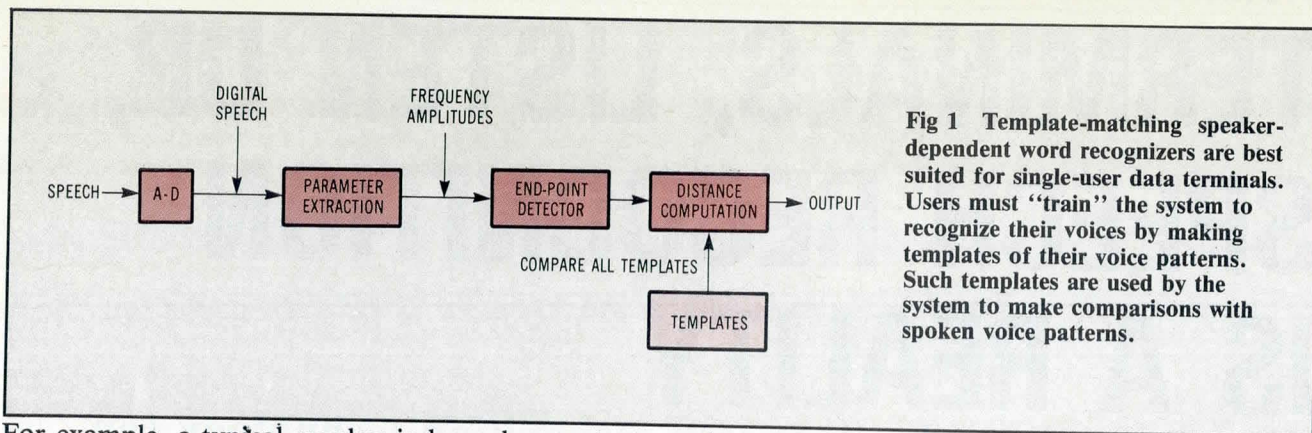 DIGITAL
SPEECH
FREQUENCY
AMPLITUDES
SPEECH
A-D
PARAMETER
EXTRACTION
END-POINT
DETECTOR
DISTANCE
COMPUTATION
OUTPUT
COMPARE ALL TEMPLATES
TEMPLATES
Fig 1 Template-matching speaker-
dependent word recognizers are best
suited for single-user data terminals.
Users must “train” the system to
recognize their voices by making
templates of their voice patterns.
Such templates are used by the
system to make comparisons with
spoken voice patterns.
For example, a typical